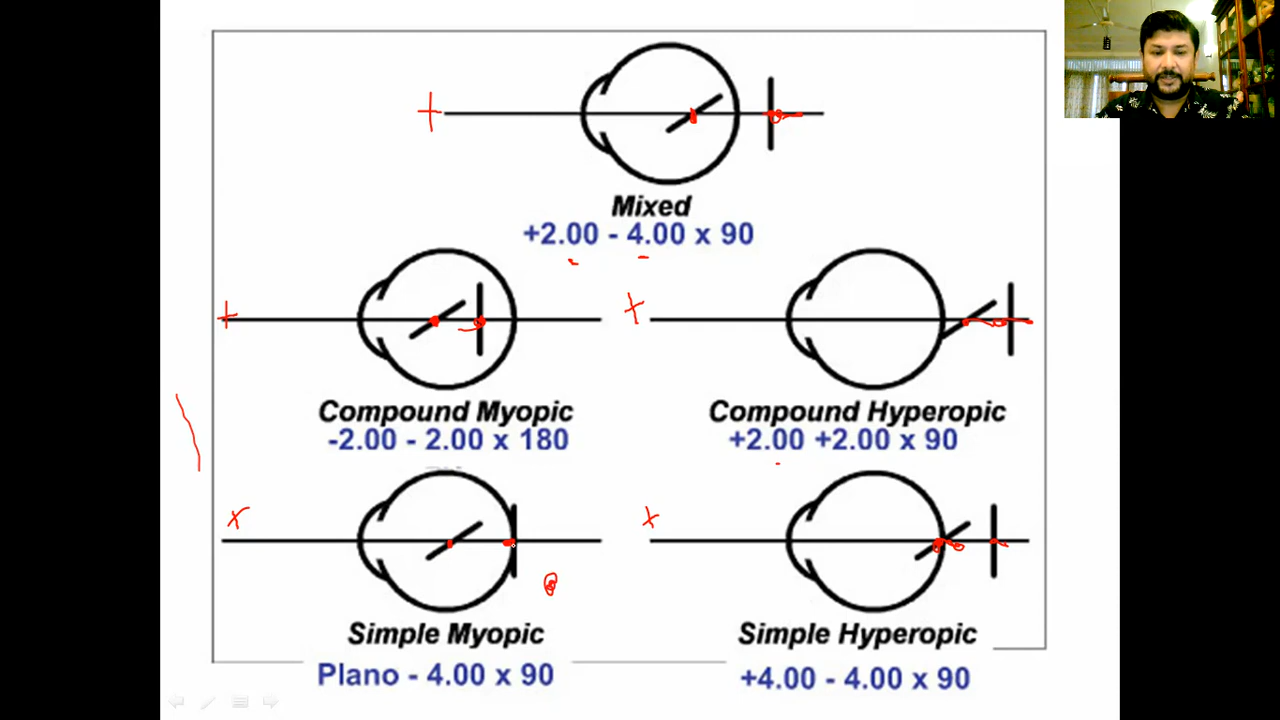 Mixed
+2.00 - 4.00 x 90
Compound Myopic
-2.00 - 2.00 x 180
Compound Hyperopic
+2.00 +2.00 x 90
Simple Myopic
Plano - 4.00 x 90
Simple Hyperopic
+4.00 - 4.00 x 90